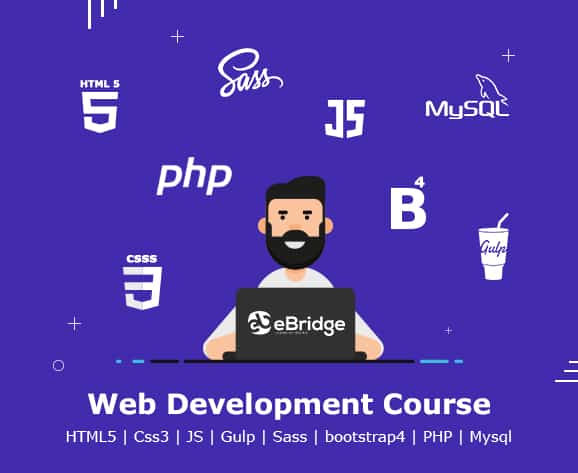 Sass
HTML 5
5
JS
MySQL
php
4
B
Gulp
CSSS
3
eBridge
Web Development Course
HTML5 | Css3 | JS | Gulp | Sass | bootstrap4 | PHP | Mysql